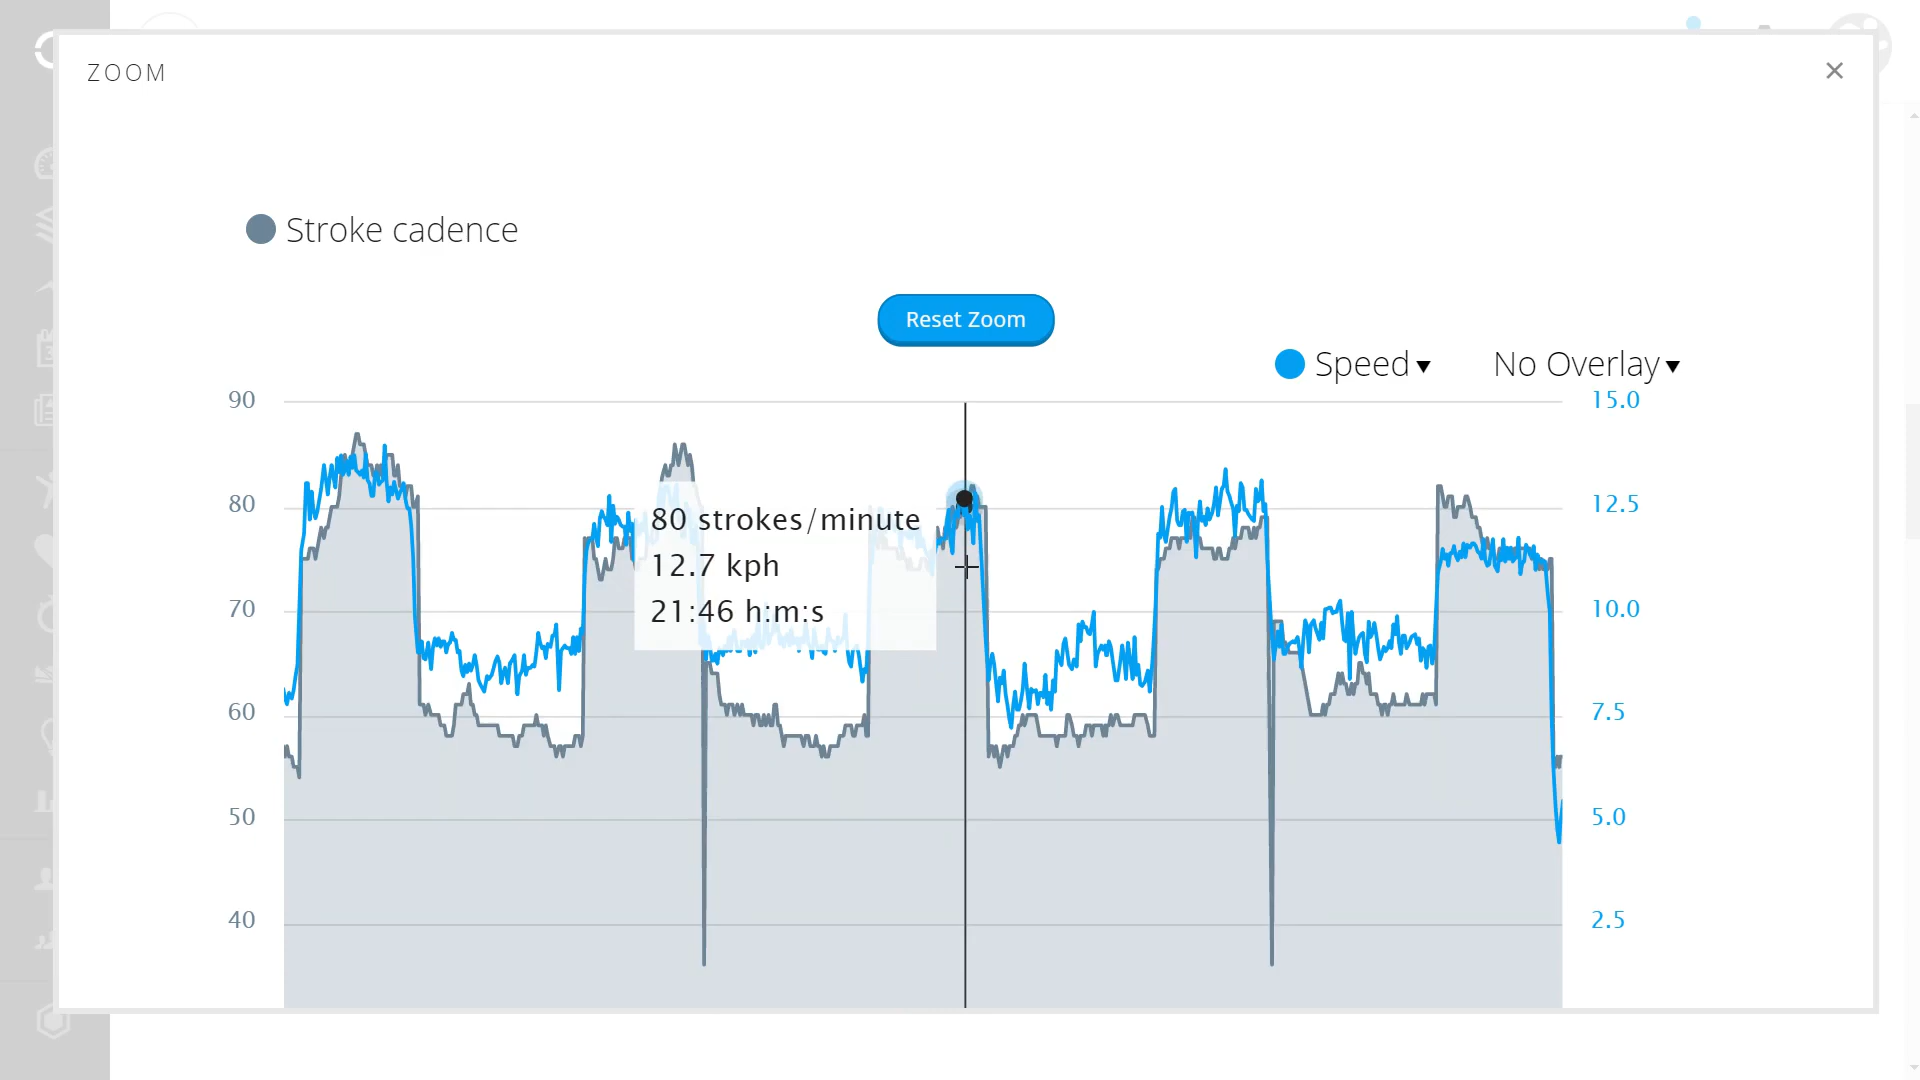 ZOOM
Stroke cadence
Reset Zoom
Speed
No Overlay
90
15.0
80
12.5
80 strokes/minute
12.7 kph
21:46 h:m:s
70
10.0
60
7.5
50
5.0
40
2.5